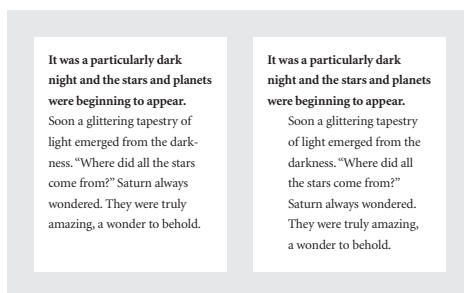 It was a particularly dark
night and the stars and planets
were beginning to appear.
Soon a glittering tapestry of
light emerged from the dark-
ness. “Where did all the stars
come from?” Saturn always
wondered. They were truly
amazing, a wonder to behold.
It was a particularly dark
night and the stars and planets
were beginning to appear.
Soon a glittering tapestry
of light emerged from the
darkness. “Where did all
the stars come from?”
Saturn always wondered.
They were truly amazing,
a wonder to behold.